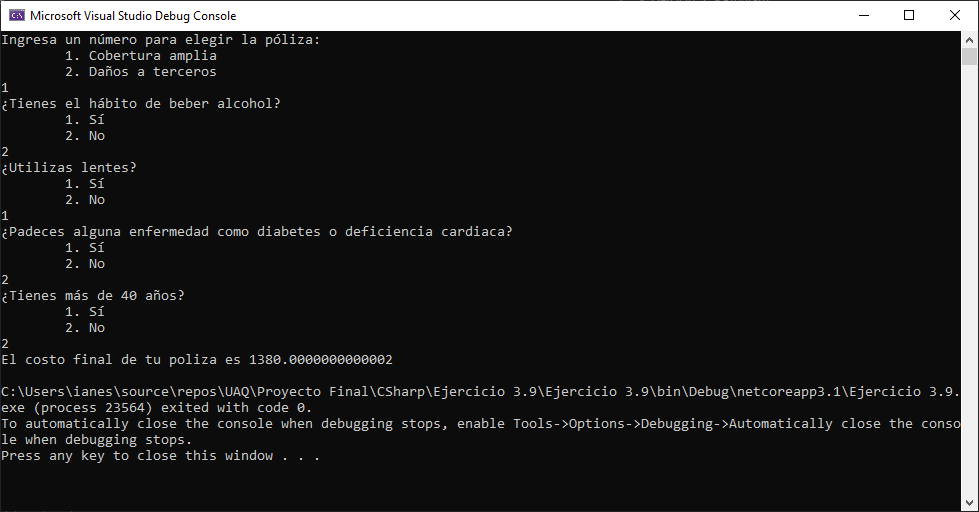 Microsoft Visual Studio Debug Console
Ingresa un número para elegir la póliza:
        1. Cobertura amplia
        2. Daños a terceros
1
¿Tienes el hábito de beber alcohol?
        1. Sí
        2. No
2
¿Utilizas lentes?
        1. Sí
        2. No
1
¿Padeces alguna enfermedad como diabetes o deficiencia cardiaca?
        1. Sí
        2. No
2
¿Tienes más de 40 años?
        1. Sí
        2. No
2
El costo final de tu poliza es 1380.0000000000002
C:\Users\ianes\source\repos\UAQ\Proyecto Final\CSharp\Ejercicio 3.9\Ejercicio 3.9\bin\Debug\netcoreapp3.1\Ejercicio 3.9.
exe (process 23564) exited with code 0.
To automatically close the console when debugging stops, enable Tools->Options->Debugging->Automatically close the conso
le when debugging stops.
Press any key to close this window . . .